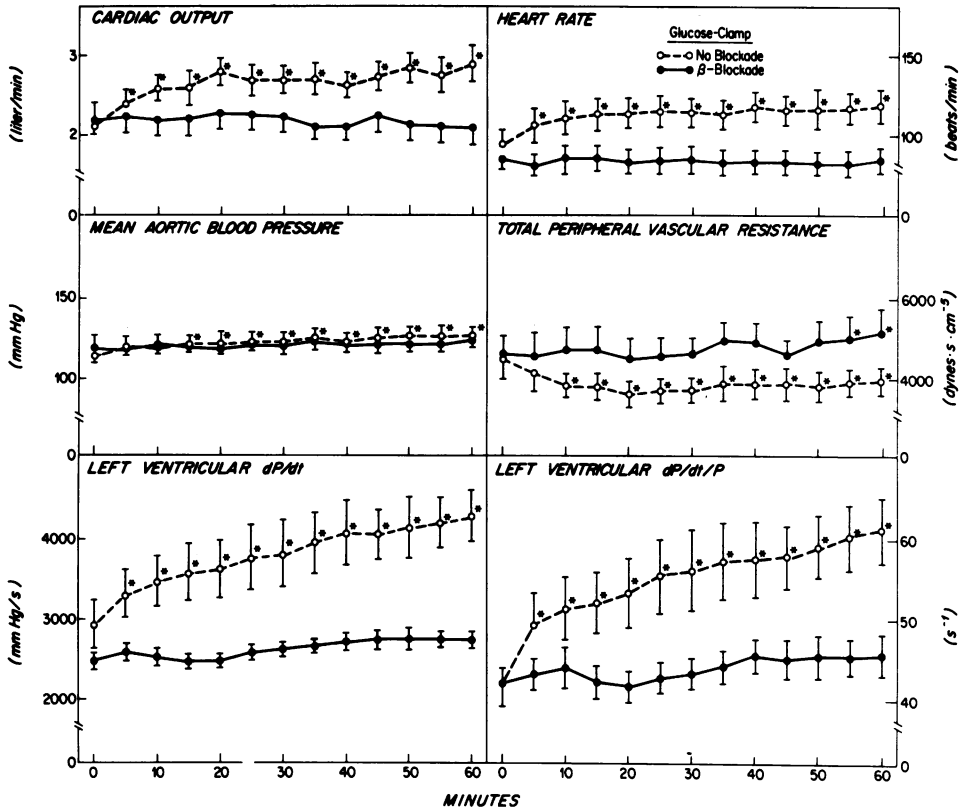 CARDIAC OUTPUT
3
2
0
(liter/min)
HEART RATE
Glucose-Clamp
No Blockade
β-Blockade
150
100
0
(beats/min)
MEAN AORTIC BLOOD PRESSURE
150
100
0
(mm Hg)
TOTAL PERIPHERAL VASCULAR RESISTANCE
6000
4000
0
(dynes·s·cm⁻⁵)
LEFT VENTRICULAR dP/dt
4000
3000
2000
0
(mm Hg/s)
LEFT VENTRICULAR dP/dt/P
60
50
40
0
(s⁻¹)
0 10 20 30 40 50 60
0 10 20 30 40 50 60
MINUTES